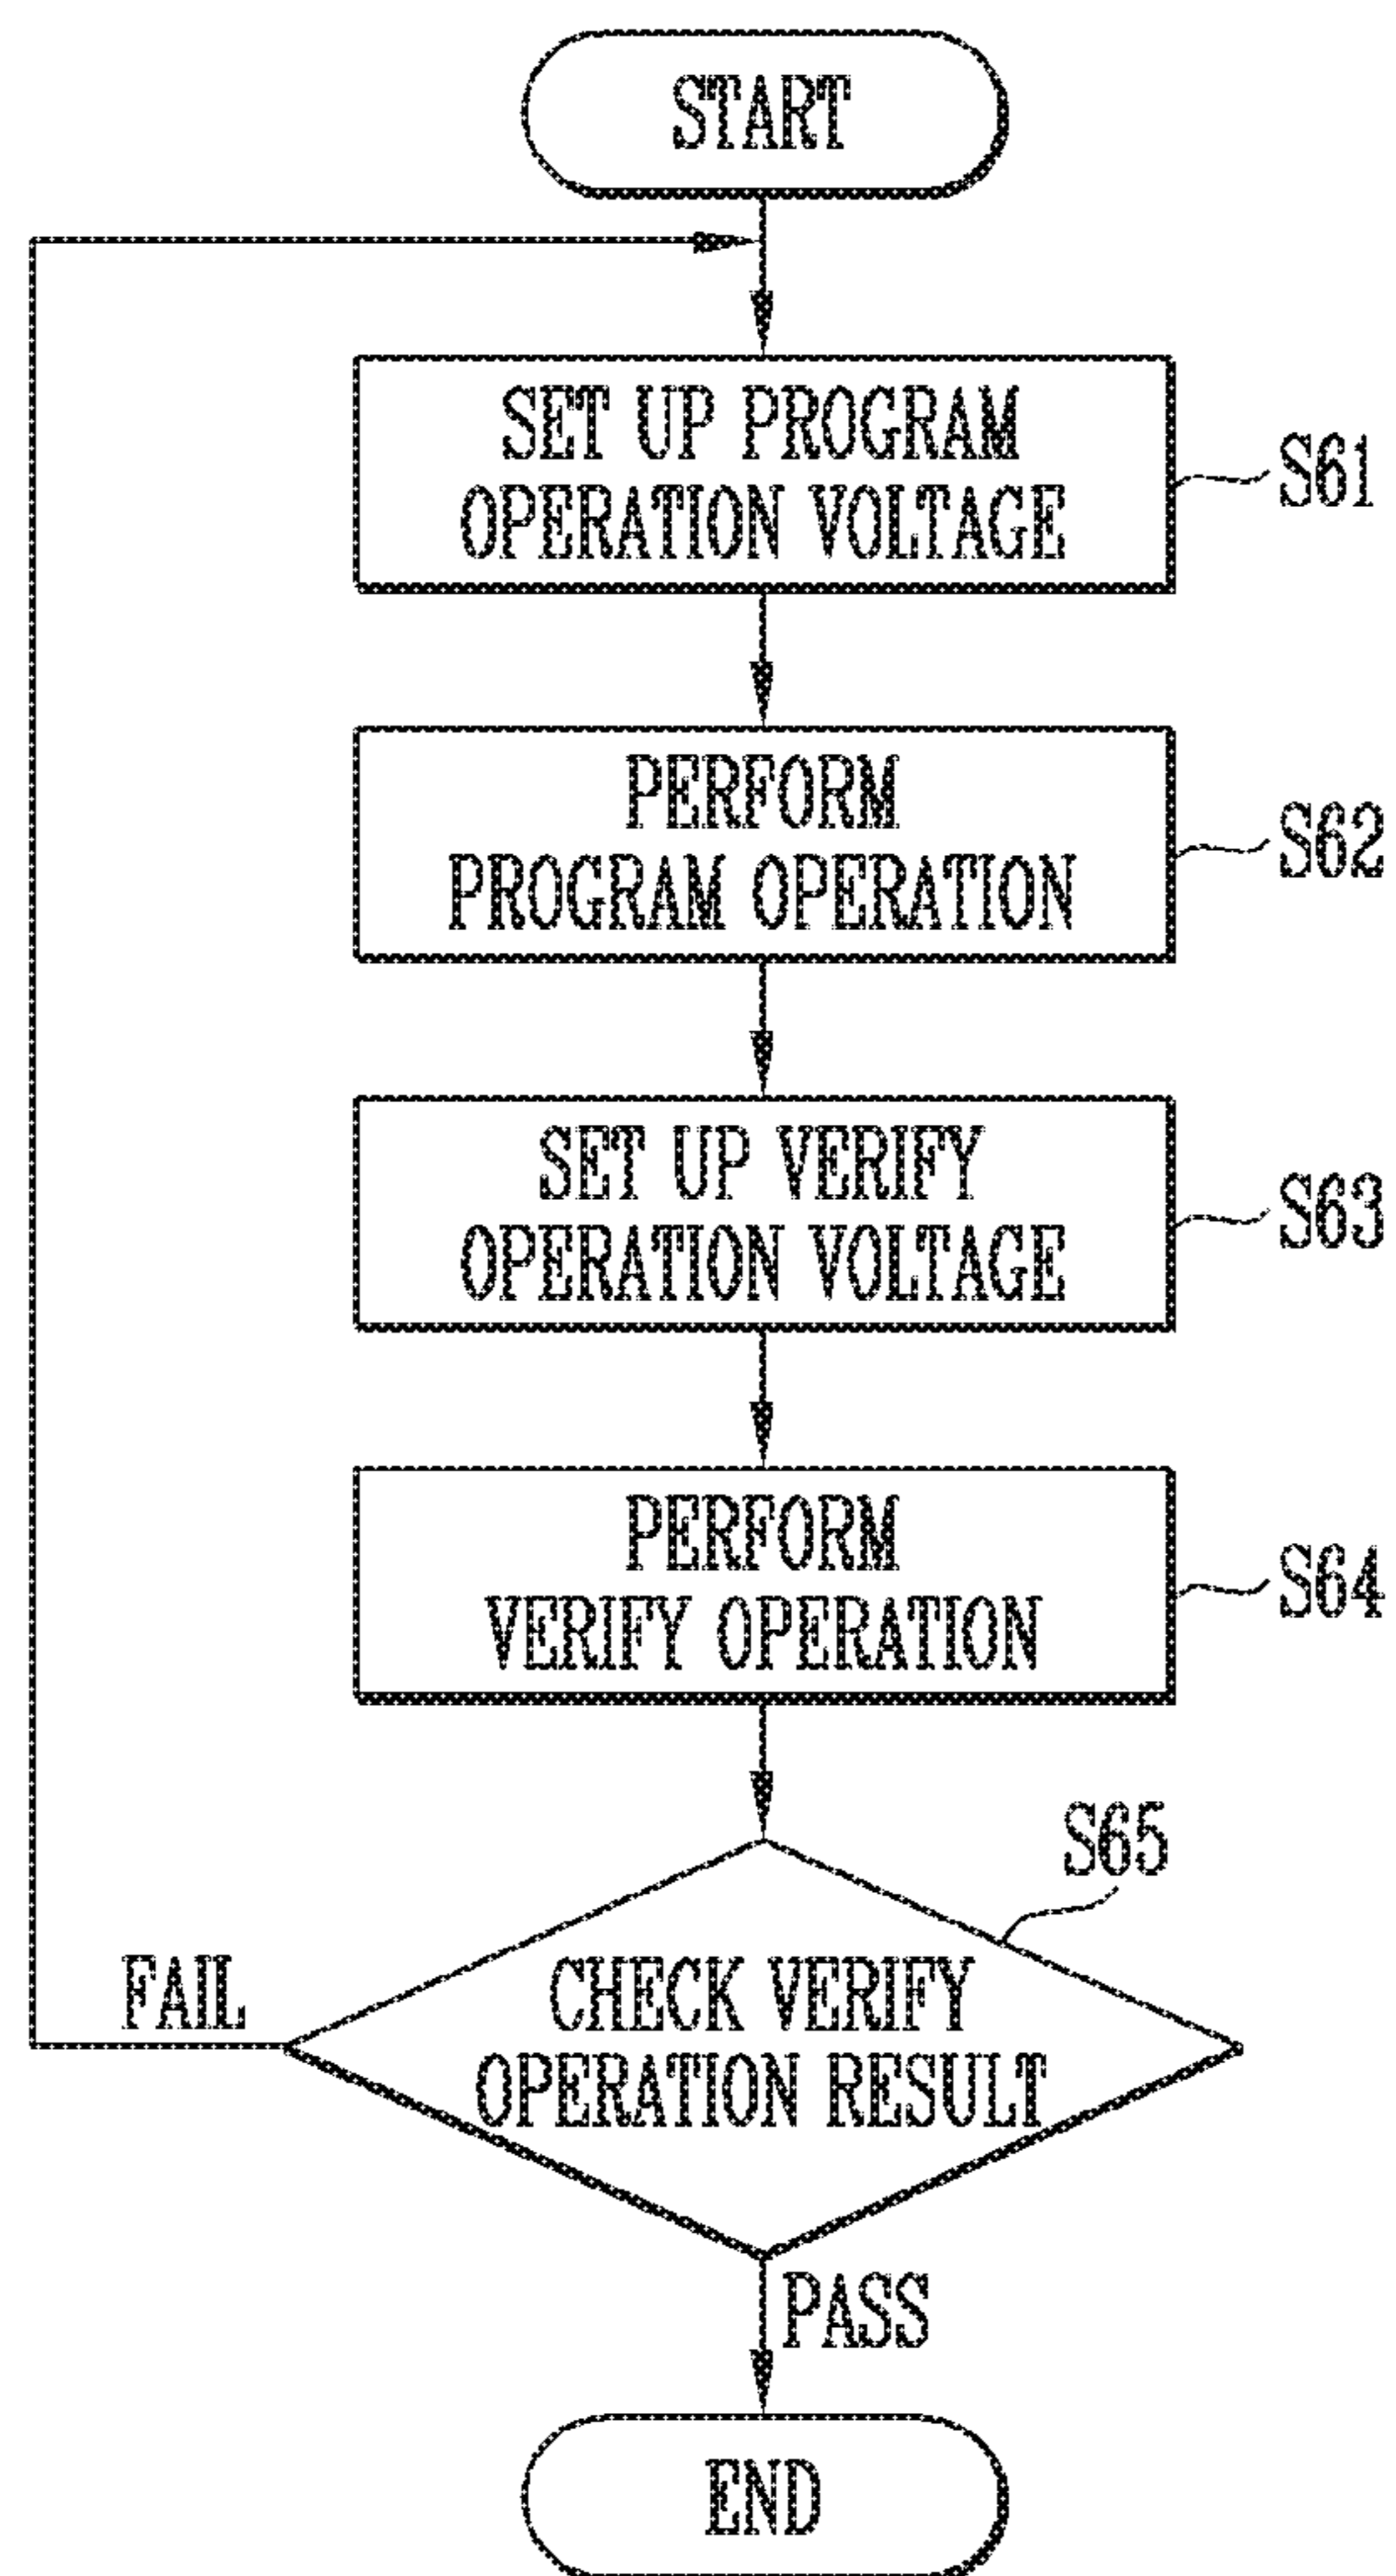 START
SET UP PROGRAM
OPERATION VOLTAGE
S61
PERFORM
PROGRAM OPERATION
S62
SET UP VERIFY
OPERATION VOLTAGE
S63
PERFORM
VERIFY OPERATION
S64
S65
CHECK VERIFY
OPERATION RESULT
FAIL
PASS
END